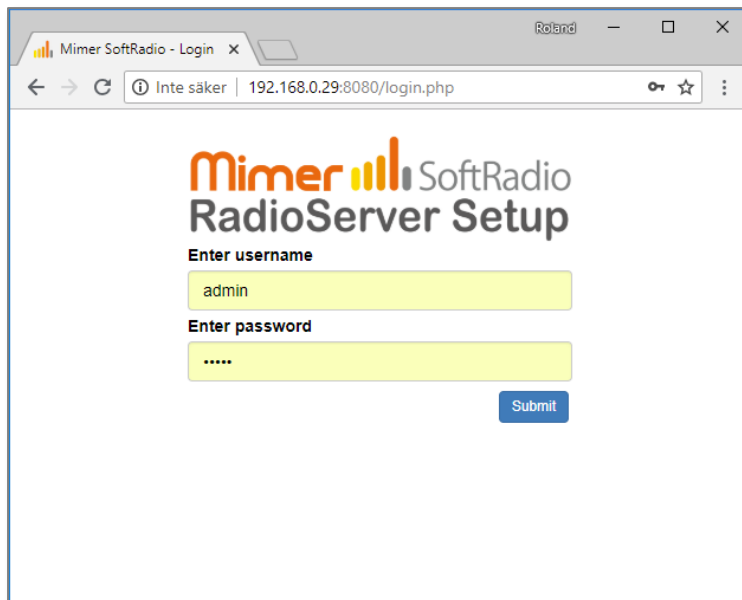 Roland
Mimer SoftRadio - Login
Inte säker | 192.168.0.29:8080/login.php
Mimer SoftRadio
RadioServer Setup
Enter username
admin
Enter password
•••••
Submit